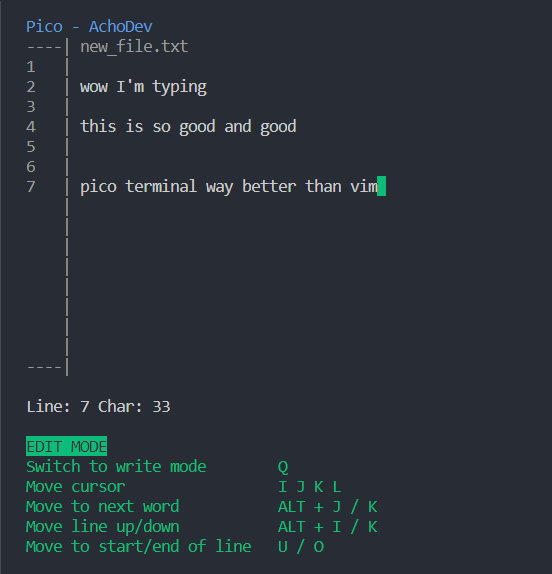 Pico - AchoDev
----| new_file.txt
1   |
2   | wow I'm typing
3   |
4   | this is so good and good
5   |
6   |
7   | pico terminal way better than vim
    |
    |
    |
    |
    |
    |
    |
    |
----|
Line: 7 Char: 33
EDIT MODE
Switch to write mode        Q
Move cursor                 I J K L
Move to next word           ALT + J / K
Move line up/down           ALT + I / K
Move to start/end of line   U / O